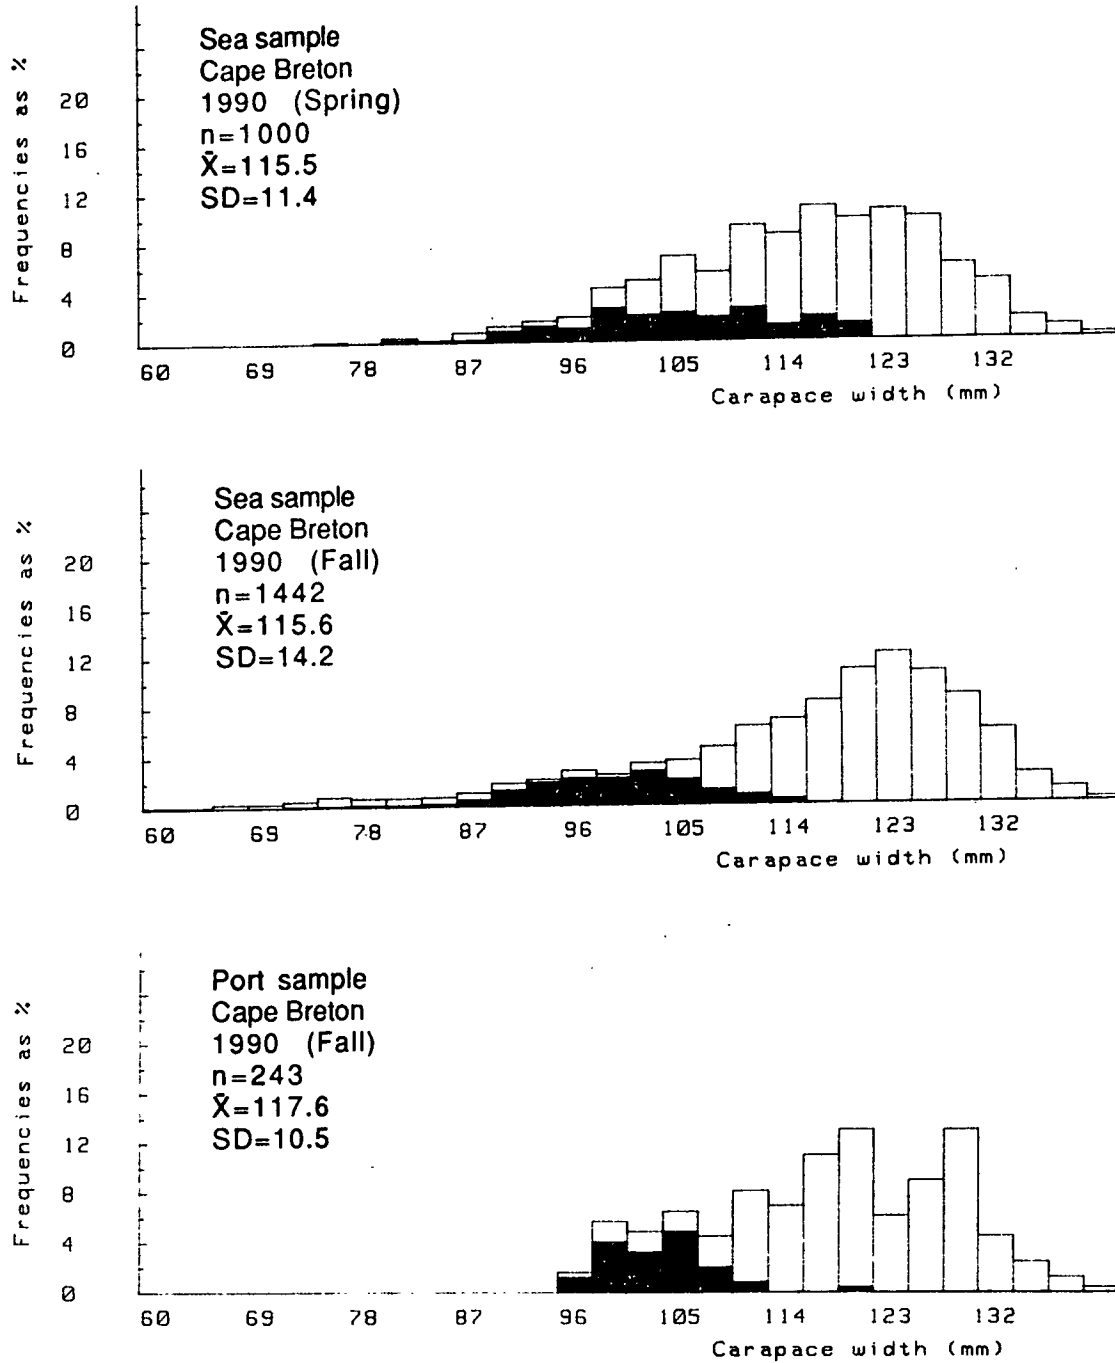 Sea sample
Cape Breton
1990 (Spring)
n=1000
X̄=115.5
SD=11.4
Frequencies as %
20
16
12
8
4
0
60 69 78 87 96 105 114 123 132
Carapace width (mm)
Sea sample
Cape Breton
1990 (Fall)
n=1442
X̄=115.6
SD=14.2
Frequencies as %
20
16
12
8
4
0
60 69 78 87 96 105 114 123 132
Carapace width (mm)
Port sample
Cape Breton
1990 (Fall)
n=243
X̄=117.6
SD=10.5
Frequencies as %
20
16
12
8
4
0
60 69 78 87 96 105 114 123 132
Carapace width (mm)